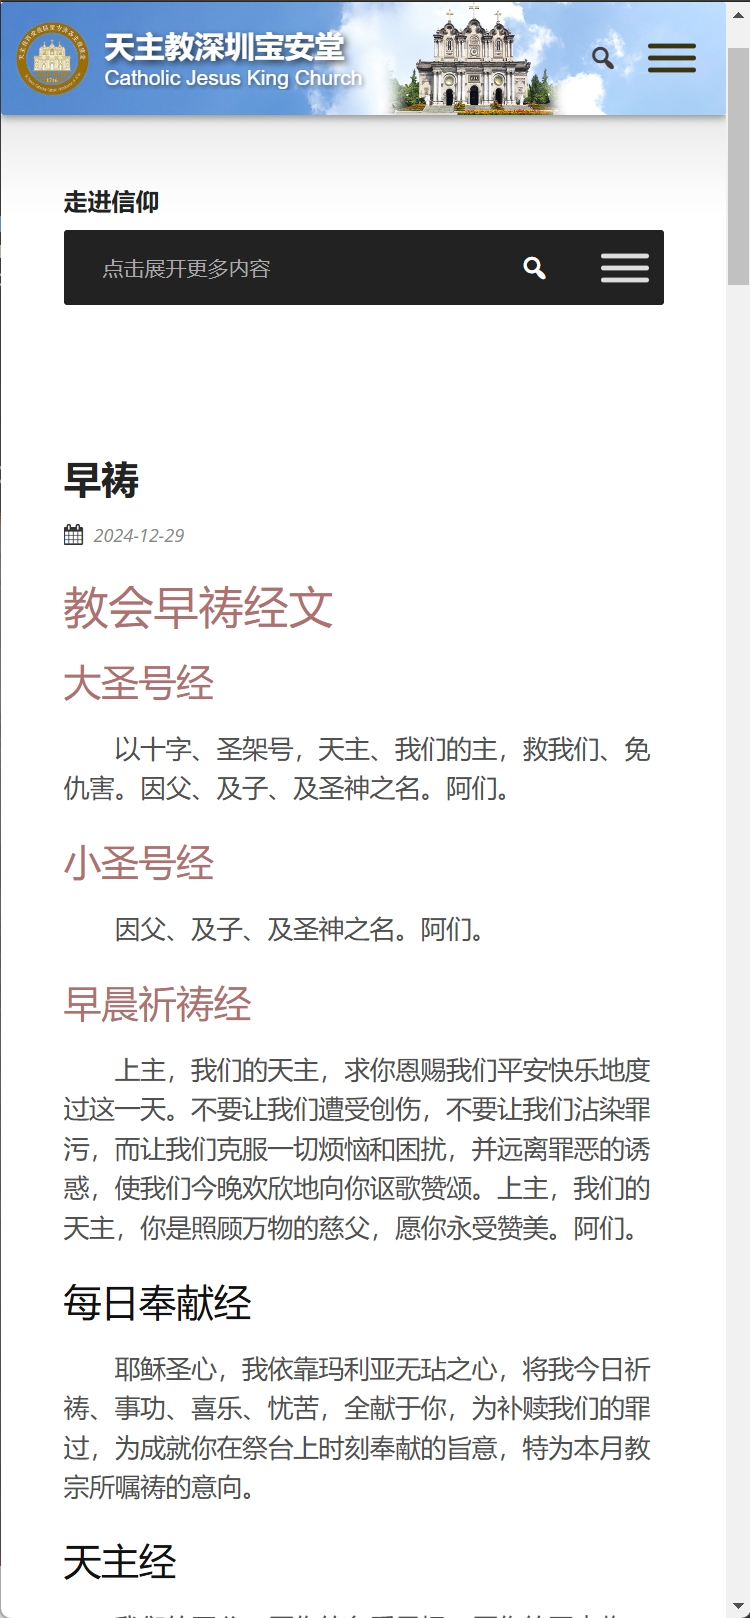 天主教深圳宝安堂
Catholic Jesus King Church
走进信仰
点击展开更多内容
早祷
2024-12-29
教会早祷经文
大圣号经
以十字、圣架号，天主、我们的主，救我们、免
仇害。因父、及子、及圣神之名。阿们。
小圣号经
因父、及子、及圣神之名。阿们。
早晨祈祷经
上主，我们的天主，求你恩赐我们平安快乐地度
过这一天。不要让我们遭受创伤，不要让我们沾染罪
污，而让我们克服一切烦恼和困扰，并远离罪恶的诱
惑，使我们今晚欢欣地向你讴歌赞颂。上主，我们的
天主，你是照顾万物的慈父，愿你永受赞美。阿们。
每日奉献经
耶稣圣心，我依靠玛利亚无玷之心，将我今日祈
祷、事功、喜乐、忧苦，全献于你，为补赎我们的罪
过，为成就你在祭台上时刻奉献的旨意，特为本月教
宗所嘱祷的意向。
天主经